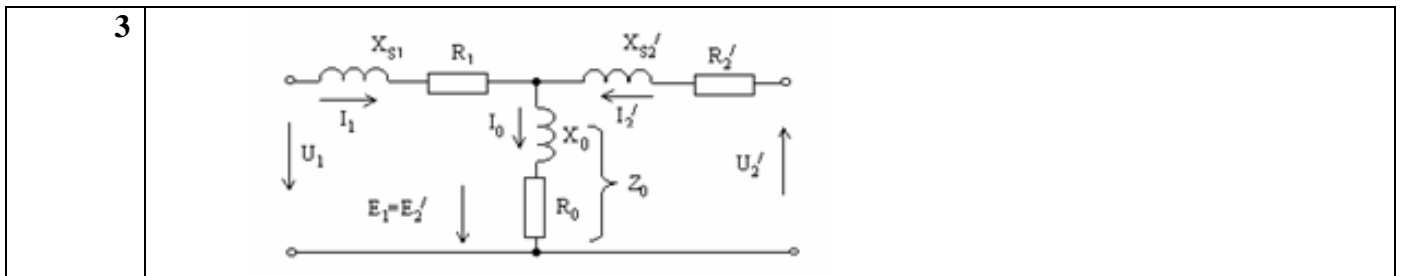 3
X_S1 R_1 X_S2′ R_2′
I_1 I_0 X_0 I_2′
U_1 Z_0 U_2′
E_1=E_2′ R_0